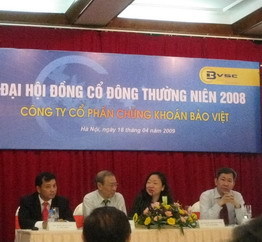 BVSC
ĐẠI HỘI ĐỒNG CỔ ĐÔNG THƯỜNG NIÊN 2008
CÔNG TY CỔ PHẦN CHỨNG KHOÁN BẢO VIỆT
Hà Nội, ngày 18 tháng 04 năm 2009